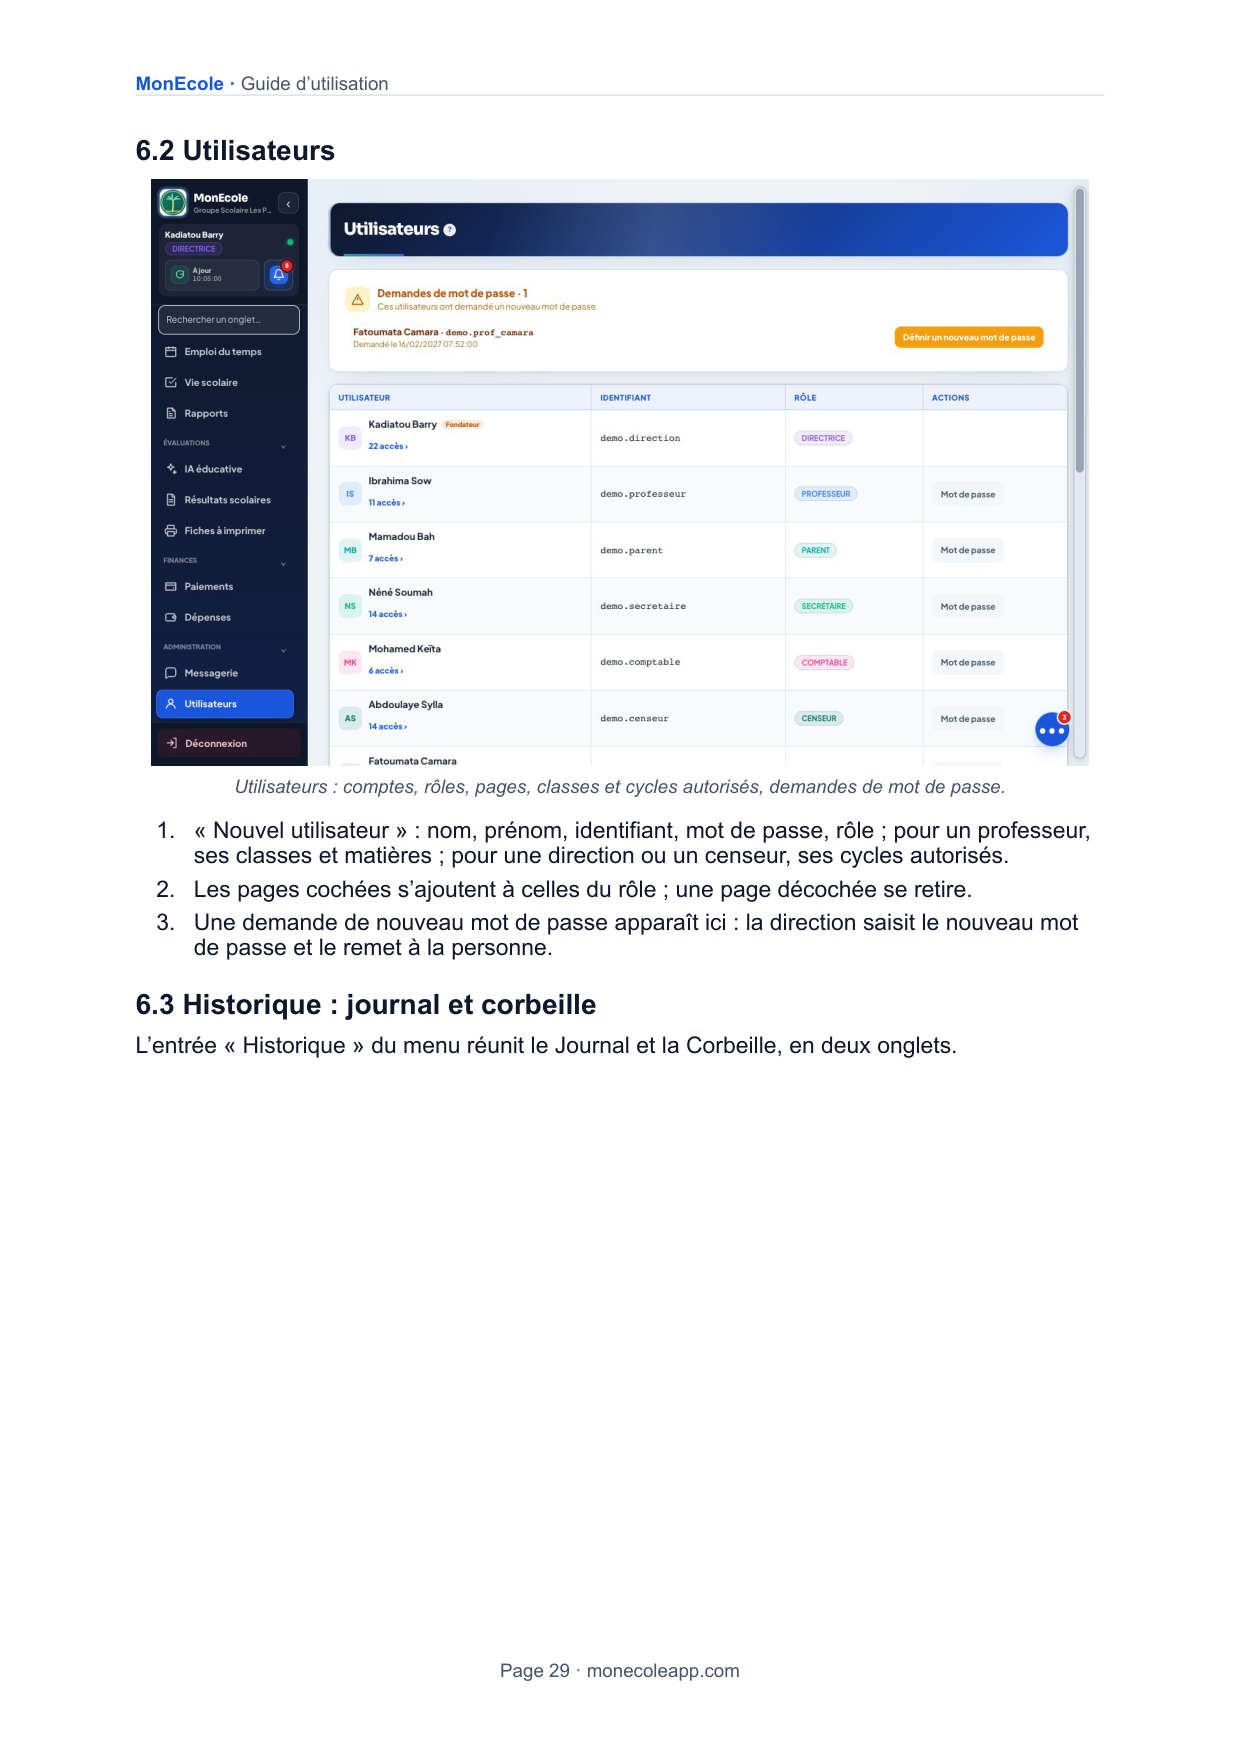 MonEcole · Guide d’utilisation
6.2 Utilisateurs
MonEcole
Groupe Scolaire Les P...
Kadiatou Barry
DIRECTRICE
À jour
10:05:00
8
Rechercher un onglet...
Emploi du temps
Vie scolaire
Rapports
ÉVALUATIONS
IA éducative
Résultats scolaires
Fiches à imprimer
FINANCES
Paiements
Dépenses
ADMINISTRATION
Messagerie
Utilisateurs
Déconnexion
Utilisateurs ?
Demandes de mot de passe · 1
Ces utilisateurs ont demandé un nouveau mot de passe.
Fatoumata Camara · demo.prof_camara
Demandé le 16/02/2027 07:52:00
Définir un nouveau mot de passe
UTILISATEUR IDENTIFIANT RÔLE ACTIONS
KB Kadiatou Barry Fondateur demo.direction DIRECTRICE
22 accès ›
IS Ibrahima Sow demo.professeur PROFESSEUR Mot de passe
11 accès ›
MB Mamadou Bah demo.parent PARENT Mot de passe
7 accès ›
NS Néné Soumah demo.secretaire SECRÉTAIRE Mot de passe
14 accès ›
MK Mohamed Keïta demo.comptable COMPTABLE Mot de passe
6 accès ›
AS Abdoulaye Sylla demo.censeur CENSEUR Mot de passe
14 accès ›
3
Fatoumata Camara
Utilisateurs : comptes, rôles, pages, classes et cycles autorisés, demandes de mot de passe.
1. « Nouvel utilisateur » : nom, prénom, identifiant, mot de passe, rôle ; pour un professeur,
ses classes et matières ; pour une direction ou un censeur, ses cycles autorisés.
2. Les pages cochées s’ajoutent à celles du rôle ; une page décochée se retire.
3. Une demande de nouveau mot de passe apparaît ici : la direction saisit le nouveau mot
de passe et le remet à la personne.
6.3 Historique : journal et corbeille
L’entrée « Historique » du menu réunit le Journal et la Corbeille, en deux onglets.
Page 29 · monecoleapp.com